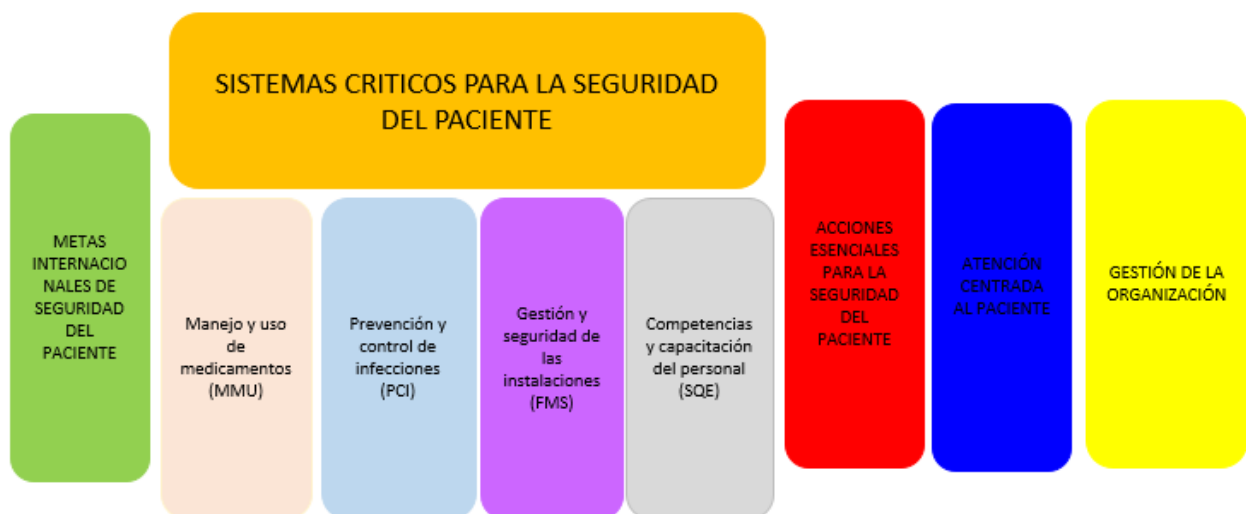 SISTEMAS CRITICOS PARA LA SEGURIDAD
DEL PACIENTE
METAS
INTERNACIO
NALES DE
SEGURIDAD
DEL
PACIENTE
Manejo y uso
de
medicamentos
(MMU)
Prevención y
control de
infecciones
(PCI)
Gestión y
seguridad de
las
instalaciones
(FMS)
Competencias
y capacitación
del personal
(SQE)
ACCIONES
ESENCIALES
PARA LA
SEGURIDAD
DEL
PACIENTE
ATENCIÓN
CENTRADA
AL PACIENTE
GESTIÓN DE LA
ORGANIZACIÓN